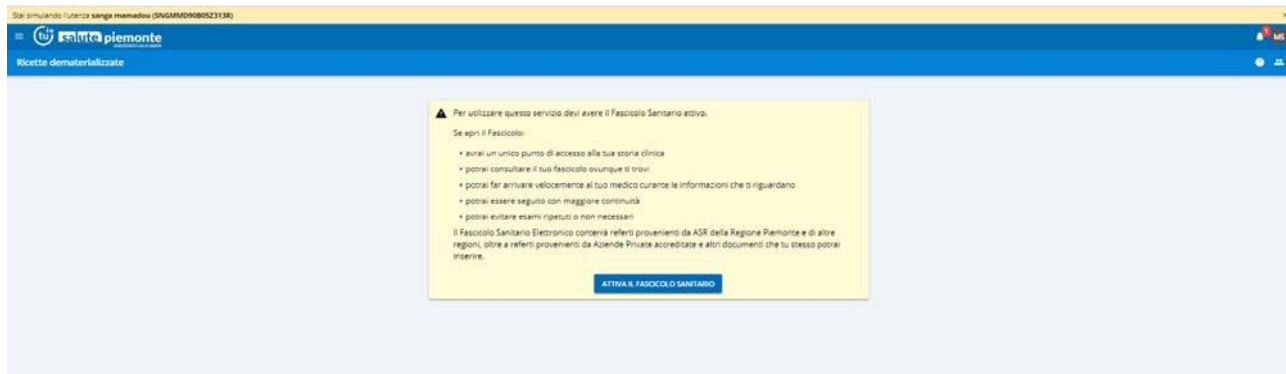 Stai simulando l'utenza sanga mamadou (SNGMMD90B05Z313R)
tu salute piemonte
MS
Ricette dematerializzate
Per utilizzare questo servizio devi avere il Fascicolo Sanitario attivo.
Se apri il Fascicolo:
• avrai un unico punto di accesso alla tua storia clinica
• potrai consultare il tuo fascicolo ovunque ti trovi
• potrai far arrivare velocemente al tuo medico curante le informazioni che ti riguardano
• potrai essere seguito con maggiore continuità
• potrai evitare esami ripetuti o non necessari
Il Fascicolo Sanitario Elettronico conterrà referti provenienti da ASR della Regione Piemonte e di altre
regioni, oltre a referti provenienti da Aziende Private accreditate e altri documenti che tu stesso potrai
inserire.
ATTIVA IL FASCICOLO SANITARIO